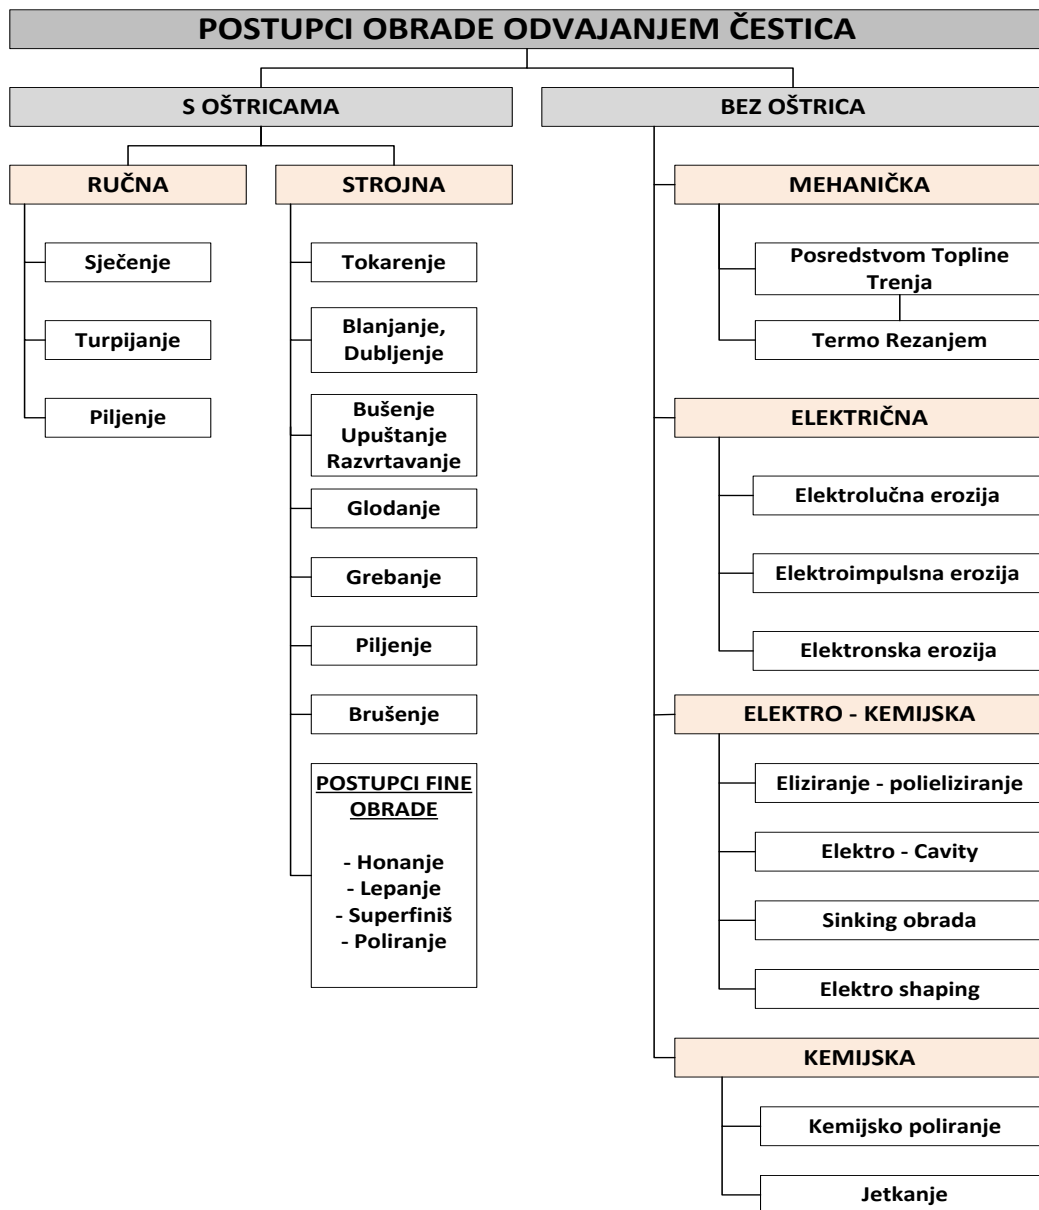 POSTUPCI OBRADE ODVAJANJEM ČESTICA
S OŠTRICAMA
RUČNA
Sječenje
Turpijanje
Piljenje
STROJNA
Tokarenje
Blanjanje,
Dubljenje
Bušenje
Upuštanje
Razvrtavanje
Glodanje
Grebanje
Piljenje
Brušenje
POSTUPCI FINE
OBRADE
- Honanje
- Lepanje
- Superfiniš
- Poliranje
BEZ OŠTRICA
MEHANIČKA
Posredstvom Topline
Trenja
Termo Rezanjem
ELEKTRIČNA
Elektrolučna erozija
Elektroimpulsna erozija
Elektronska erozija
ELEKTRO - KEMIJSKA
Eliziranje - polieliziranje
Elektro - Cavity
Sinking obrada
Elektro shaping
KEMIJSKA
Kemijsko poliranje
Jetkanje